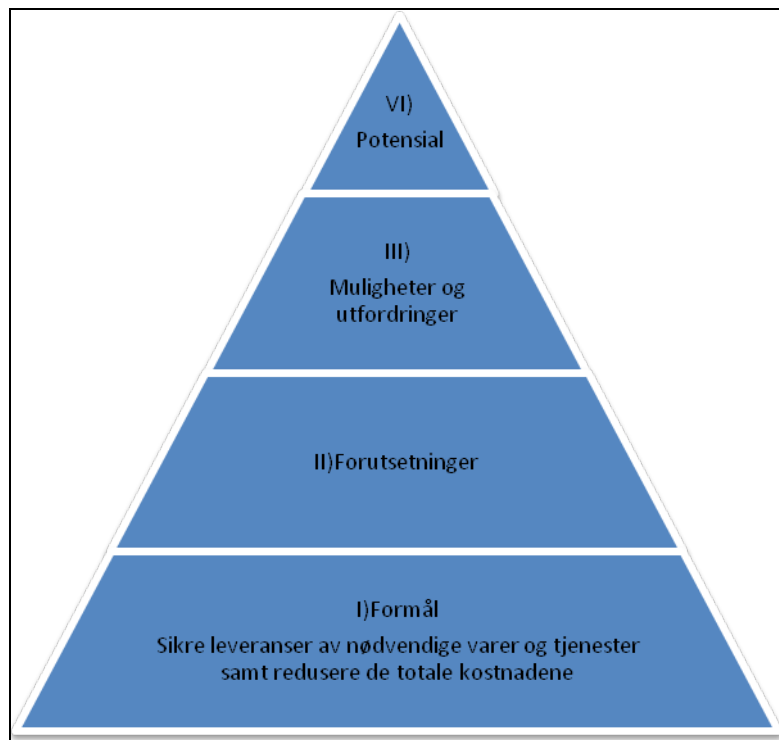 VI)
Potensial
III)
Muligheter og
utfordringer
II)Forutsetninger
I)Formål
Sikre leveranser av nødvendige varer og tjenester
samt redusere de totale kostnadene